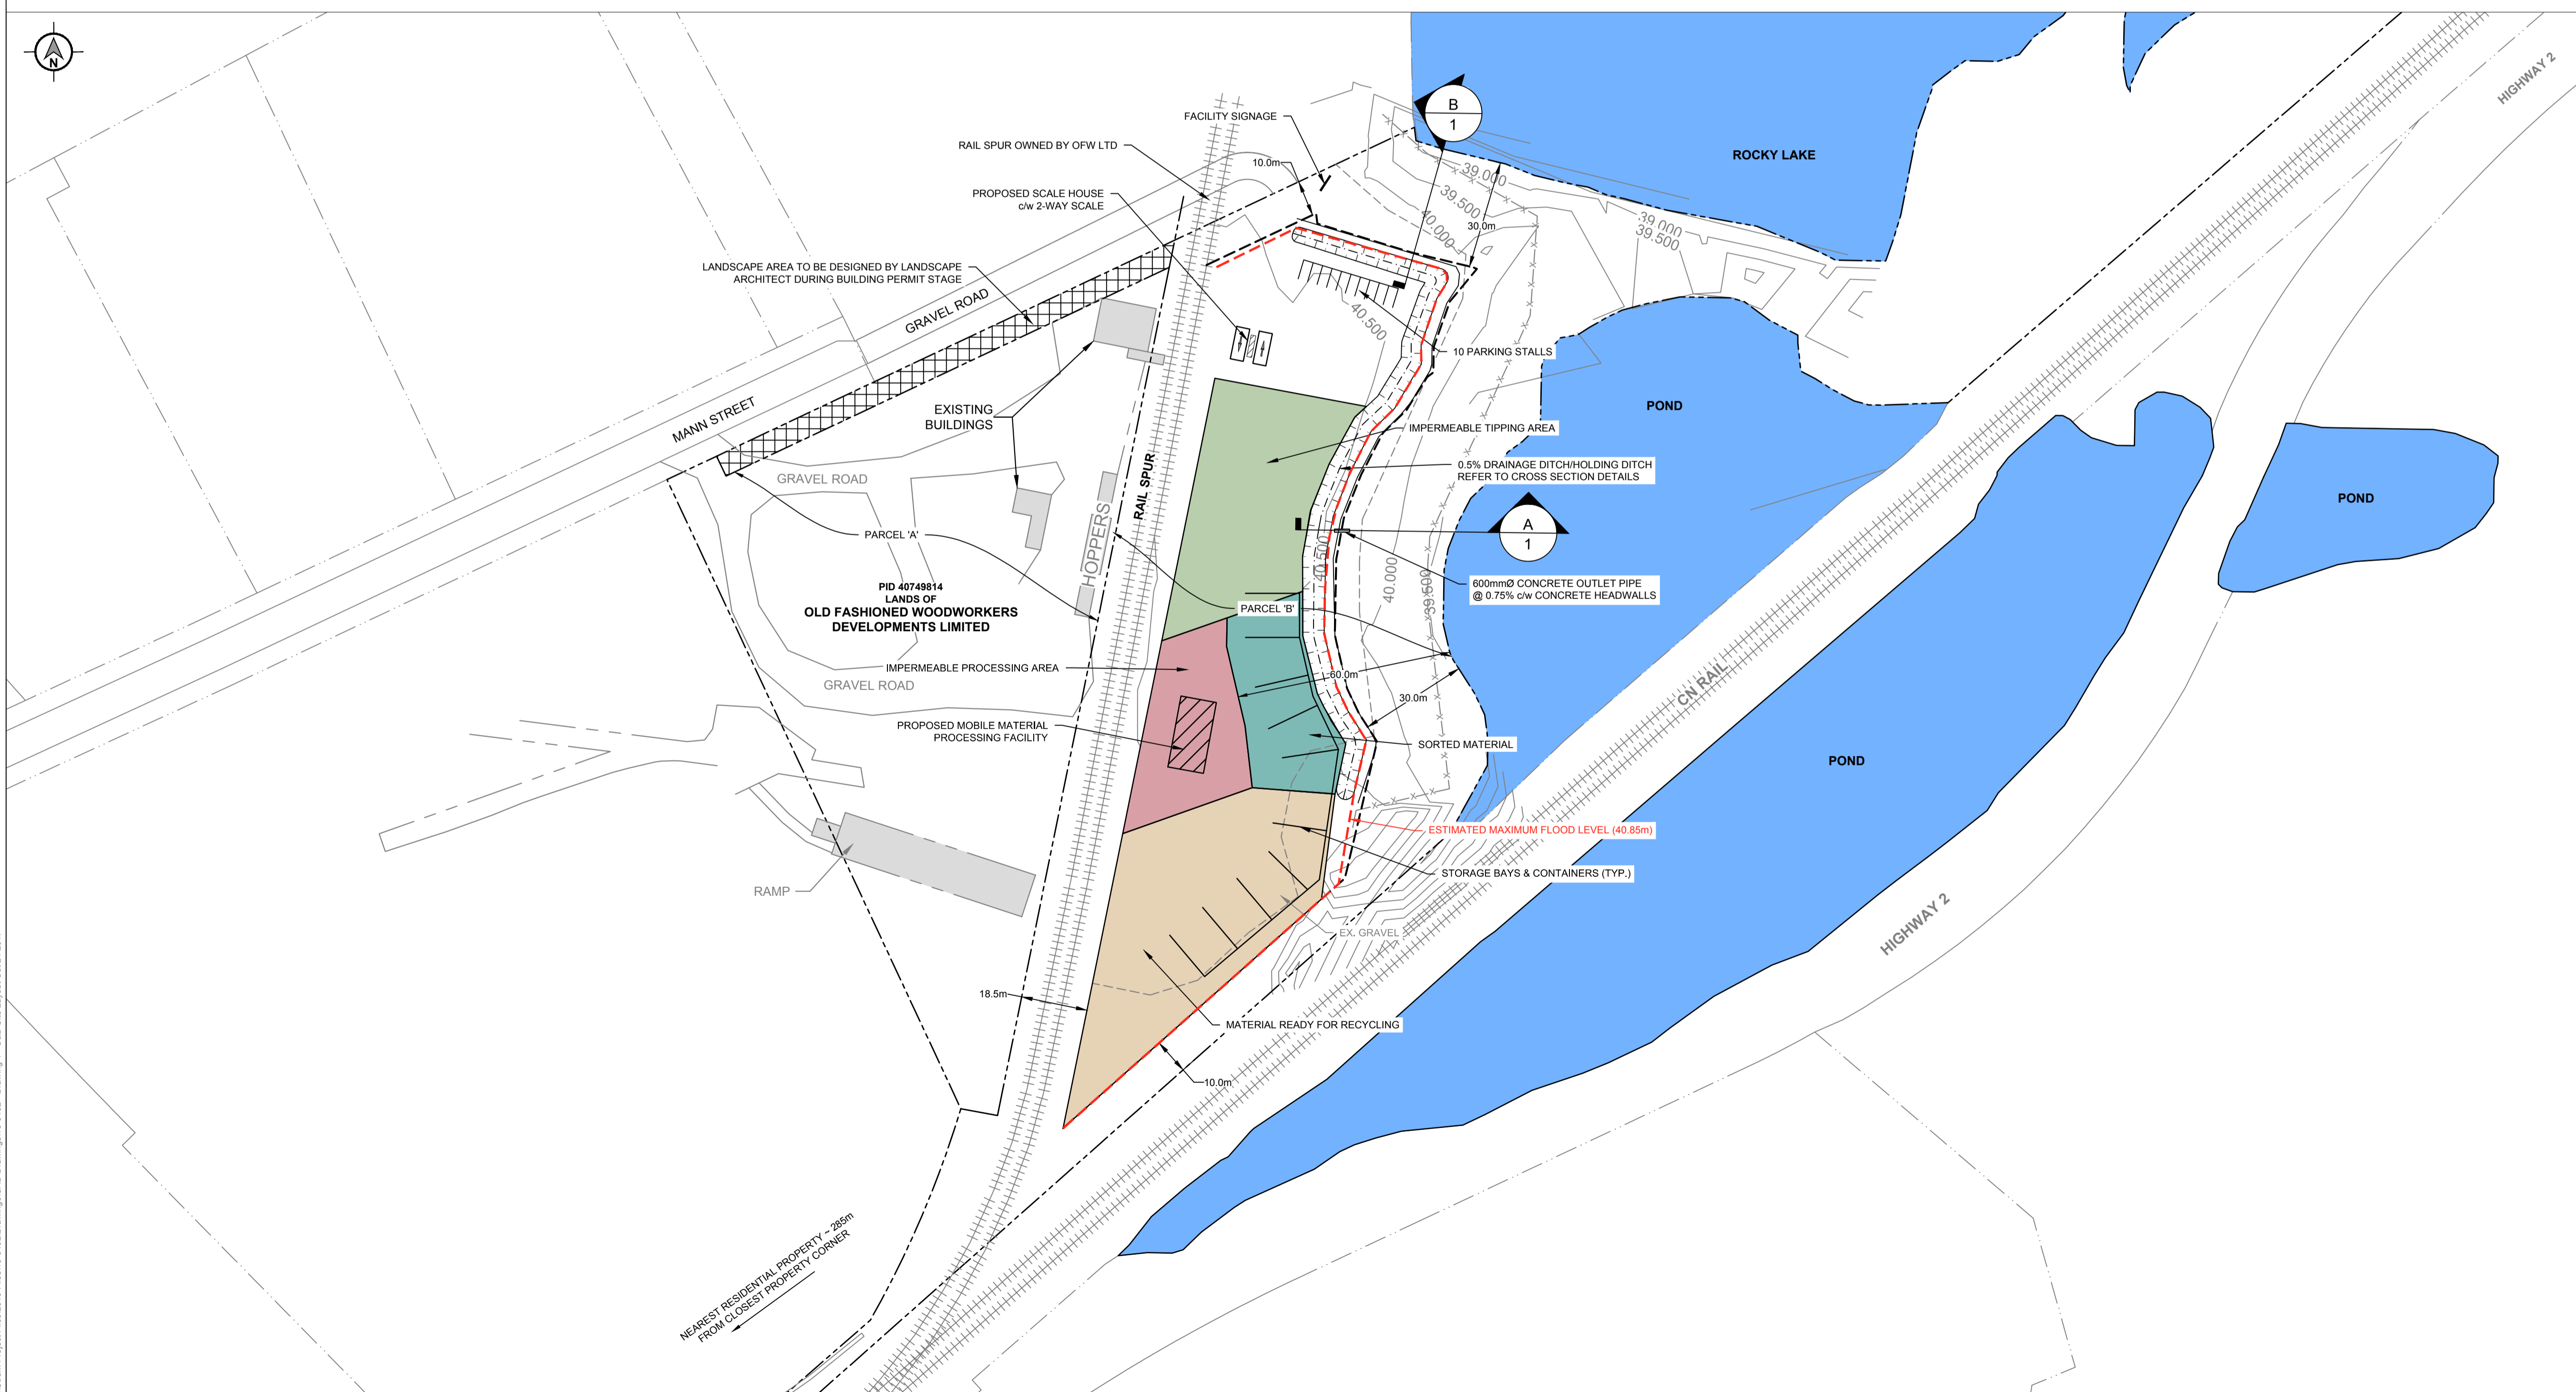 N
HIGHWAY 2
B
1
FACILITY SIGNAGE
RAIL SPUR OWNED BY OFW LTD
10.0m
ROCKY LAKE
39.000
PROPOSED SCALE HOUSE
c/w 2-WAY SCALE
39.500
40.000
30.0m
39.000
39.500
LANDSCAPE AREA TO BE DESIGNED BY LANDSCAPE
ARCHITECT DURING BUILDING PERMIT STAGE
GRAVEL ROAD
40.500
10 PARKING STALLS
MANN STREET
EXISTING
BUILDINGS
POND
IMPERMEABLE TIPPING AREA
0.5% DRAINAGE DITCH/HOLDING DITCH
REFER TO CROSS SECTION DETAILS
GRAVEL ROAD
RAIL SPUR
POND
PARCEL 'A'
HOPPERS
A
1
40.500
40.000
39.500
600mmØ CONCRETE OUTLET PIPE
@ 0.75% c/w CONCRETE HEADWALLS
PID 40749814
LANDS OF
OLD FASHIONED WOODWORKERS
DEVELOPMENTS LIMITED
PARCEL 'B'
IMPERMEABLE PROCESSING AREA
60.0m
GRAVEL ROAD
30.0m
CN RAIL
PROPOSED MOBILE MATERIAL
PROCESSING FACILITY
SORTED MATERIAL
POND
ESTIMATED MAXIMUM FLOOD LEVEL (40.85m)
STORAGE BAYS & CONTAINERS (TYP.)
RAMP
EX. GRAVEL
HIGHWAY 2
18.5m
MATERIAL READY FOR RECYCLING
10.0m
NEAREST RESIDENTIAL PROPERTY ~ 285m
FROM CLOSEST PROPERTY CORNER